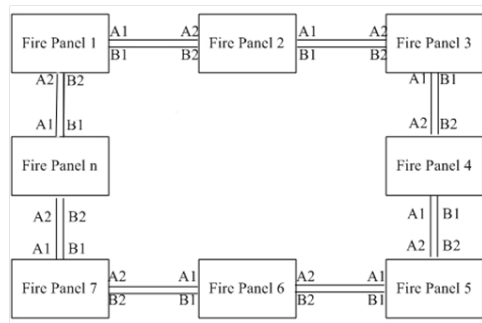 Fire Panel 1 A1 A2 Fire Panel 2 A1 A2 Fire Panel 3
B1 B2 B1 B2
A2 B2 A1 B1
A1 B1 A2 B2
Fire Panel n Fire Panel 4
A2 B2 A1 B1
A1 B1 A2 B2
Fire Panel 7 A2 A1 Fire Panel 6 A2 A1 Fire Panel 5
B2 B1 B2 B1